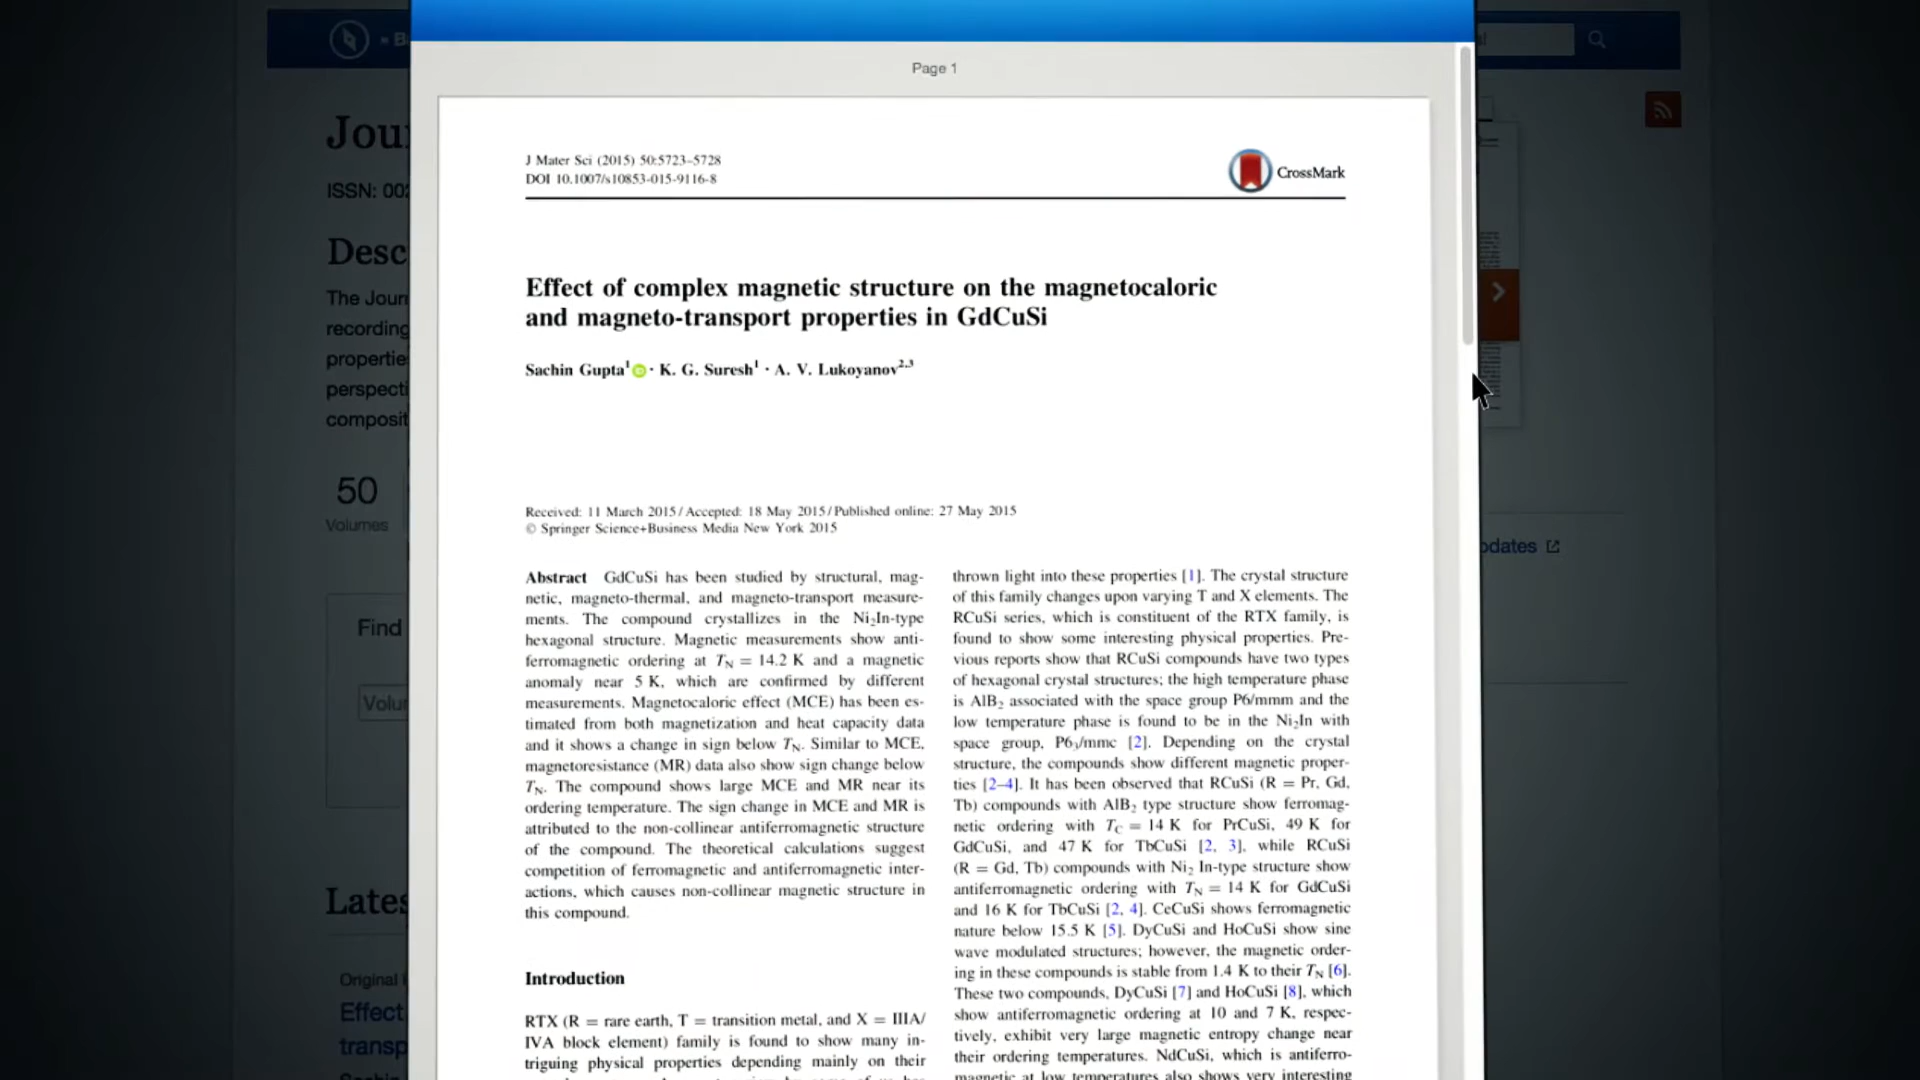 Page 1
J Mater Sci (2015) 50:5723–5728
DOI 10.1007/s10853-015-9116-8
CrossMark
Effect of complex magnetic structure on the magnetocaloric
and magneto-transport properties in GdCuSi
Sachin Gupta¹ · K. G. Suresh¹ · A. V. Lukoyanov²,³
Received: 11 March 2015 / Accepted: 18 May 2015 / Published online: 27 May 2015
© Springer Science+Business Media New York 2015
Abstract GdCuSi has been studied by structural, mag-
netic, magneto-thermal, and magneto-transport measure-
ments. The compound crystallizes in the Ni₂In-type
hexagonal structure. Magnetic measurements show anti-
ferromagnetic ordering at T_N = 14.2 K and a magnetic
anomaly near 5 K, which are confirmed by different
measurements. Magnetocaloric effect (MCE) has been es-
timated from both magnetization and heat capacity data
and it shows a change in sign below T_N. Similar to MCE,
magnetoresistance (MR) data also show sign change below
T_N. The compound shows large MCE and MR near its
ordering temperature. The sign change in MCE and MR is
attributed to the non-collinear antiferromagnetic structure
of the compound. The theoretical calculations suggest
competition of ferromagnetic and antiferromagnetic inter-
actions, which causes non-collinear magnetic structure in
this compound.
Introduction
RTX (R = rare earth, T = transition metal, and X = IIIA/
IVA block element) family is found to show many in-
triguing physical properties depending mainly on their
thrown light into these properties [1]. The crystal structure
of this family changes upon varying T and X elements. The
RCuSi series, which is constituent of the RTX family, is
found to show some interesting physical properties. Pre-
vious reports show that RCuSi compounds have two types
of hexagonal crystal structures; the high temperature phase
is AlB₂ associated with the space group P6/mmm and the
low temperature phase is found to be in the Ni₂In with
space group, P6₃/mmc [2]. Depending on the crystal
structure, the compounds show different magnetic proper-
ties [2–4]. It has been observed that RCuSi (R = Pr, Gd,
Tb) compounds with AlB₂ type structure show ferromag-
netic ordering with T_C = 14 K for PrCuSi, 49 K for
GdCuSi, and 47 K for TbCuSi [2, 3], while RCuSi
(R = Gd, Tb) compounds with Ni₂ In-type structure show
antiferromagnetic ordering with T_N = 14 K for GdCuSi
and 16 K for TbCuSi [2, 4]. CeCuSi shows ferromagnetic
nature below 15.5 K [5]. DyCuSi and HoCuSi show sine
wave modulated structures; however, the magnetic order-
ing in these compounds is stable from 1.4 K to their T_N [6].
These two compounds, DyCuSi [7] and HoCuSi [8], which
show antiferromagnetic ordering at 10 and 7 K, respec-
tively, exhibit very large magnetic entropy change near
their ordering temperatures. NdCuSi, which is antiferro-
magnetic at low temperatures also shows very interesting
Jou
ISSN: 00
Desc
The Jour
recording
propertie
perspecti
composit
50
Volumes
Find
Volu
Lates
Original
Effect
transp
Sachin
pdates